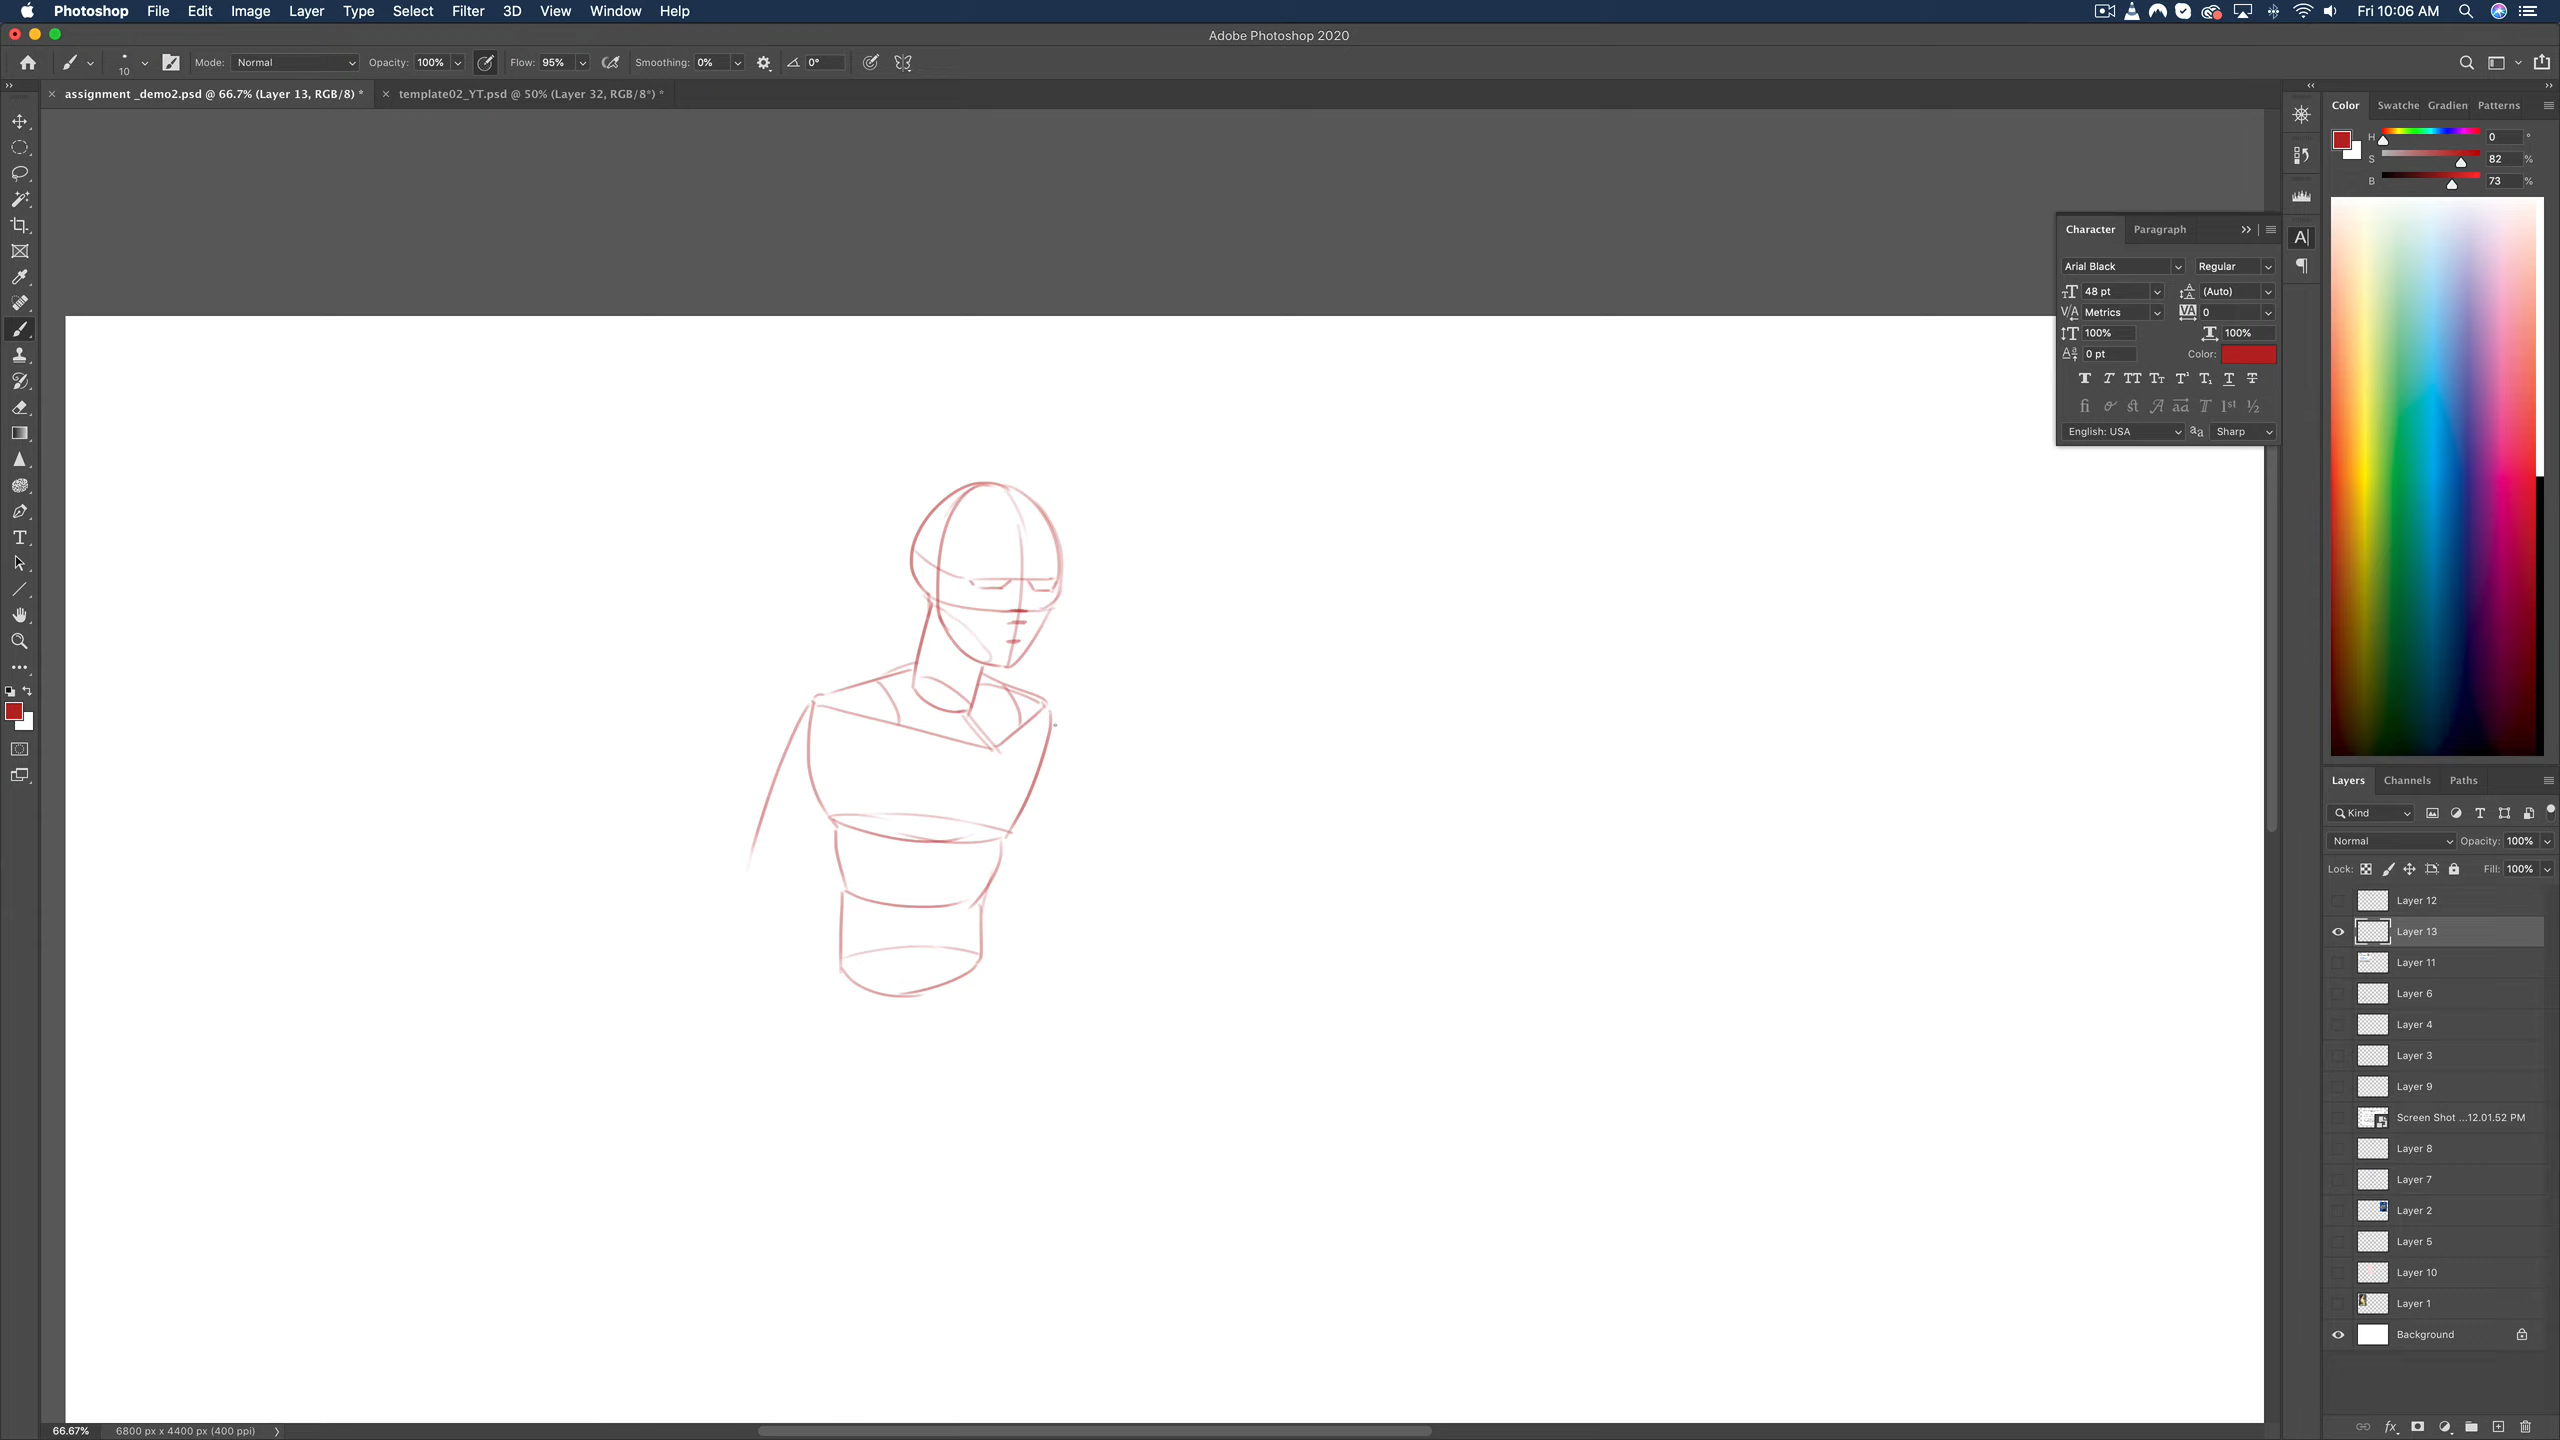 Photoshop File Edit Image Layer Type Select Filter 3D View Window Help Fri 10:06 AM
Adobe Photoshop 2020
10 Mode: Normal Opacity: 100% Flow: 95% Smoothing: 0% 0°
assignment _demo2.psd @ 66.7% (Layer 13, RGB/8) * template02_YT.psd @ 50% (Layer 32, RGB/8*) *
Color Swatche Gradien Patterns
H 0 °
S 82 %
B 73 %
Character Paragraph
Arial Black Regular
48 pt (Auto)
Metrics 0
100% 100%
0 pt Color:
English: USA Sharp
Layers Channels Paths
Kind
Normal Opacity: 100%
Lock: Fill: 100%
Layer 12
Layer 13
Layer 11
Layer 6
Layer 4
Layer 3
Layer 9
Screen Shot ...12.01.52 PM
Layer 8
Layer 7
Layer 2
Layer 5
Layer 10
Layer 1
Background
66.67% 6800 px x 4400 px (400 ppi)